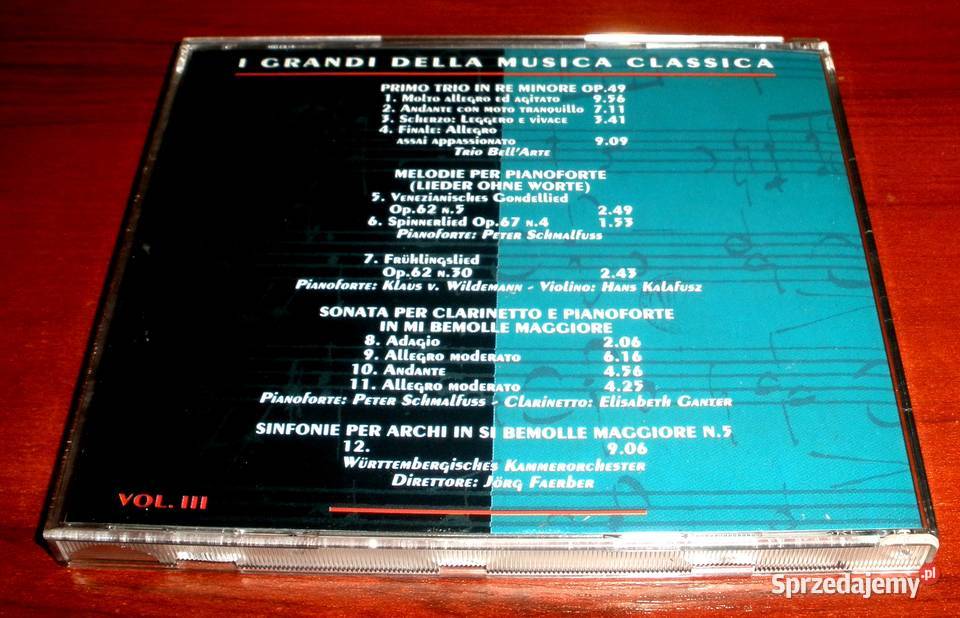 I GRANDI DELLA MUSICA CLASSICA
PRIMO TRIO IN RE MINORE OP.49
1. Molto allegro ed agitato 9.56
2. Andante con moto tranquillo 7.11
3. Scherzo: Leggero e vivace 3.41
4. Finale: Allegro
assai appassionato 9.09
Trio Bell'Arte
MELODIE PER PIANOFORTE
(LIEDER OHNE WORTE)
5. Venezianisches Gondellied
Op.62 n.5 2.49
6. Spinnerlied Op.67 n.4 1.53
Pianoforte: Peter Schmalfuss
7. Frühlingslied
Op.62 n.30 2.43
Pianoforte: Klaus v. Wildemann - Violino: Hans Kalafusz
SONATA PER CLARINETTO E PIANOFORTE
IN MI BEMOLLE MAGGIORE
8. Adagio 2.06
9. Allegro moderato 6.16
10. Andante 4.56
11. Allegro moderato 4.25
Pianoforte: Peter Schmalfuss - Clarinetto: Elisabeth Ganter
SINFONIE PER ARCHI IN SI BEMOLLE MAGGIORE N.5
12. 9.06
Württembergisches Kammerorchester
Direttore: Jörg Faerber
VOL. III
Sprzedajemy.pl